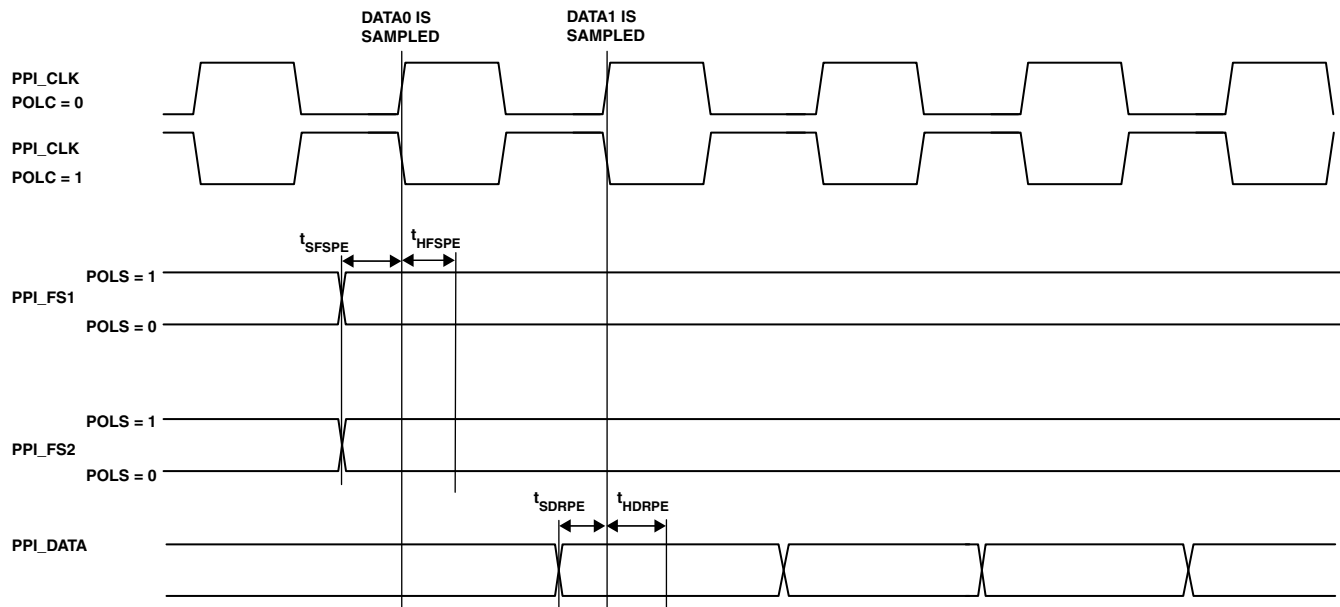 DATA0 IS
SAMPLED
DATA1 IS
SAMPLED
PPI_CLK
POLC = 0
PPI_CLK
POLC = 1
tSFSPE
tHFSPE
POLS = 1
PPI_FS1
POLS = 0
POLS = 1
PPI_FS2
POLS = 0
tSDRPE
tHDRPE
PPI_DATA